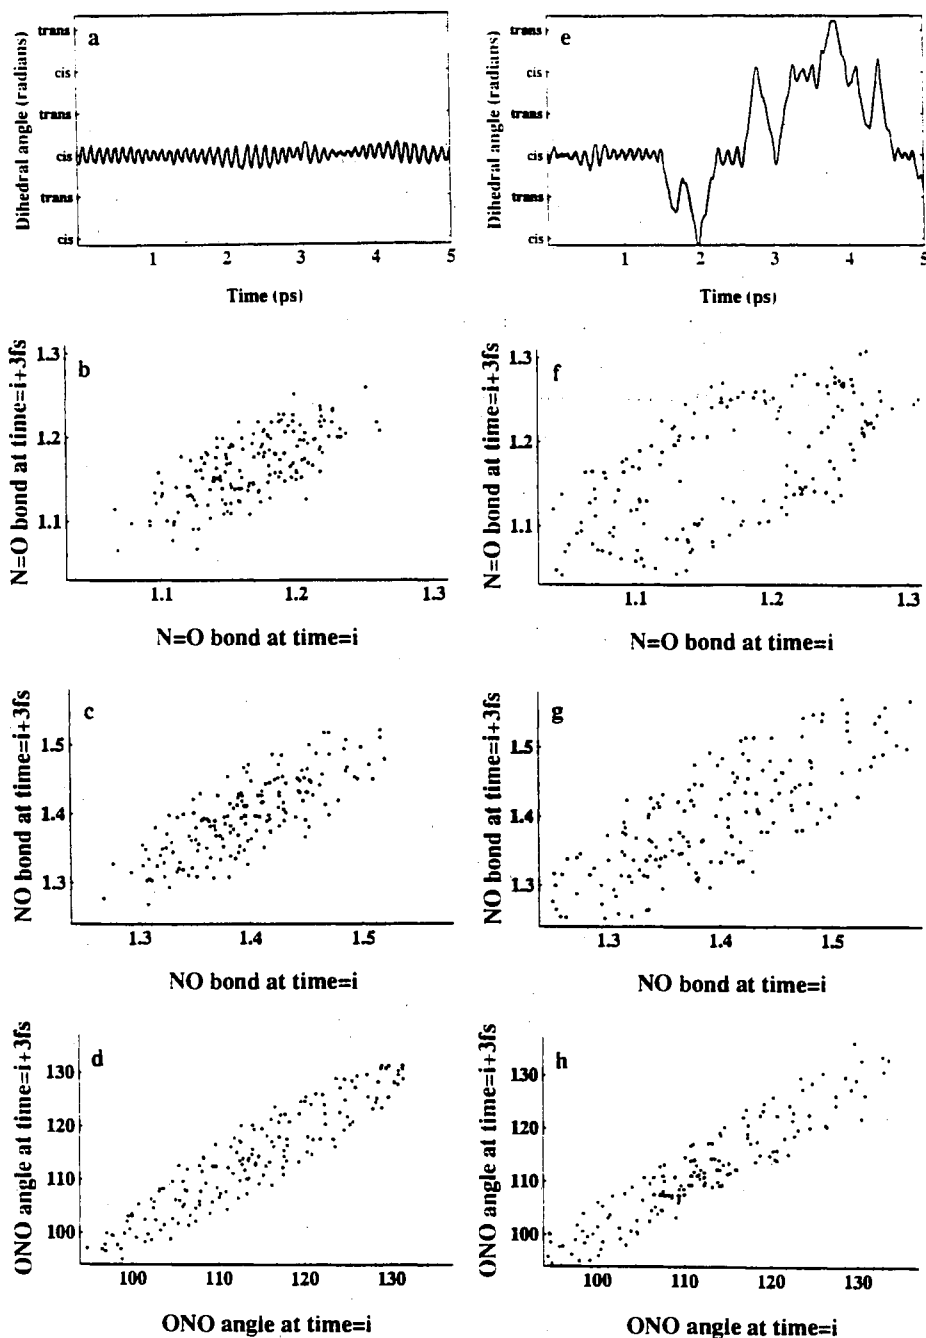 a
Dihedral angle (radians)
trans
cis
trans
cis
trans
cis
1 2 3 4 5
Time (ps)
e
Dihedral angle (radians)
trans
cis
trans
cis
trans
cis
1 2 3 4 5
Time (ps)
b
N=O bond at time=i+3fs
1.3
1.2
1.1
1.1 1.2 1.3
N=O bond at time=i
f
N=O bond at time=i+3fs
1.3
1.2
1.1
1.1 1.2 1.3
N=O bond at time=i
c
NO bond at time=i+3fs
1.5
1.4
1.3
1.3 1.4 1.5
NO bond at time=i
g
NO bond at time=i+3fs
1.5
1.4
1.3
1.3 1.4 1.5
NO bond at time=i
d
ONO angle at time=i+3fs
130
120
110
100
100 110 120 130
ONO angle at time=i
h
ONO angle at time=i+3fs
130
120
110
100
100 110 120 130
ONO angle at time=i